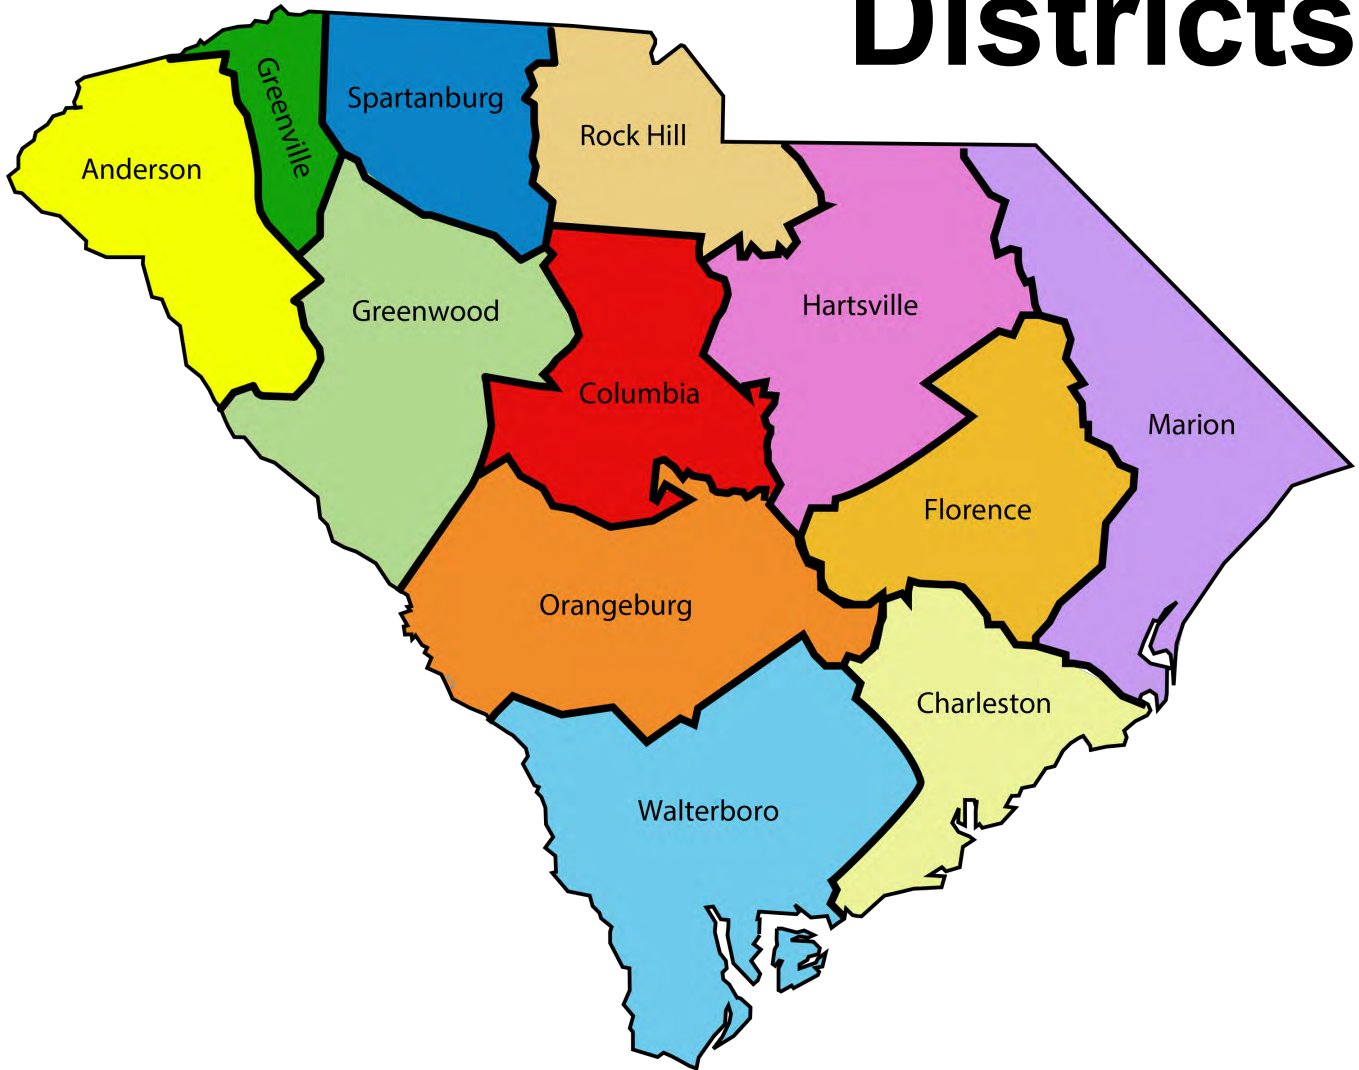 Districts
Greenville
Spartanburg
Rock Hill
Anderson
Greenwood
Hartsville
Columbia
Marion
Florence
Orangeburg
Charleston
Walterboro